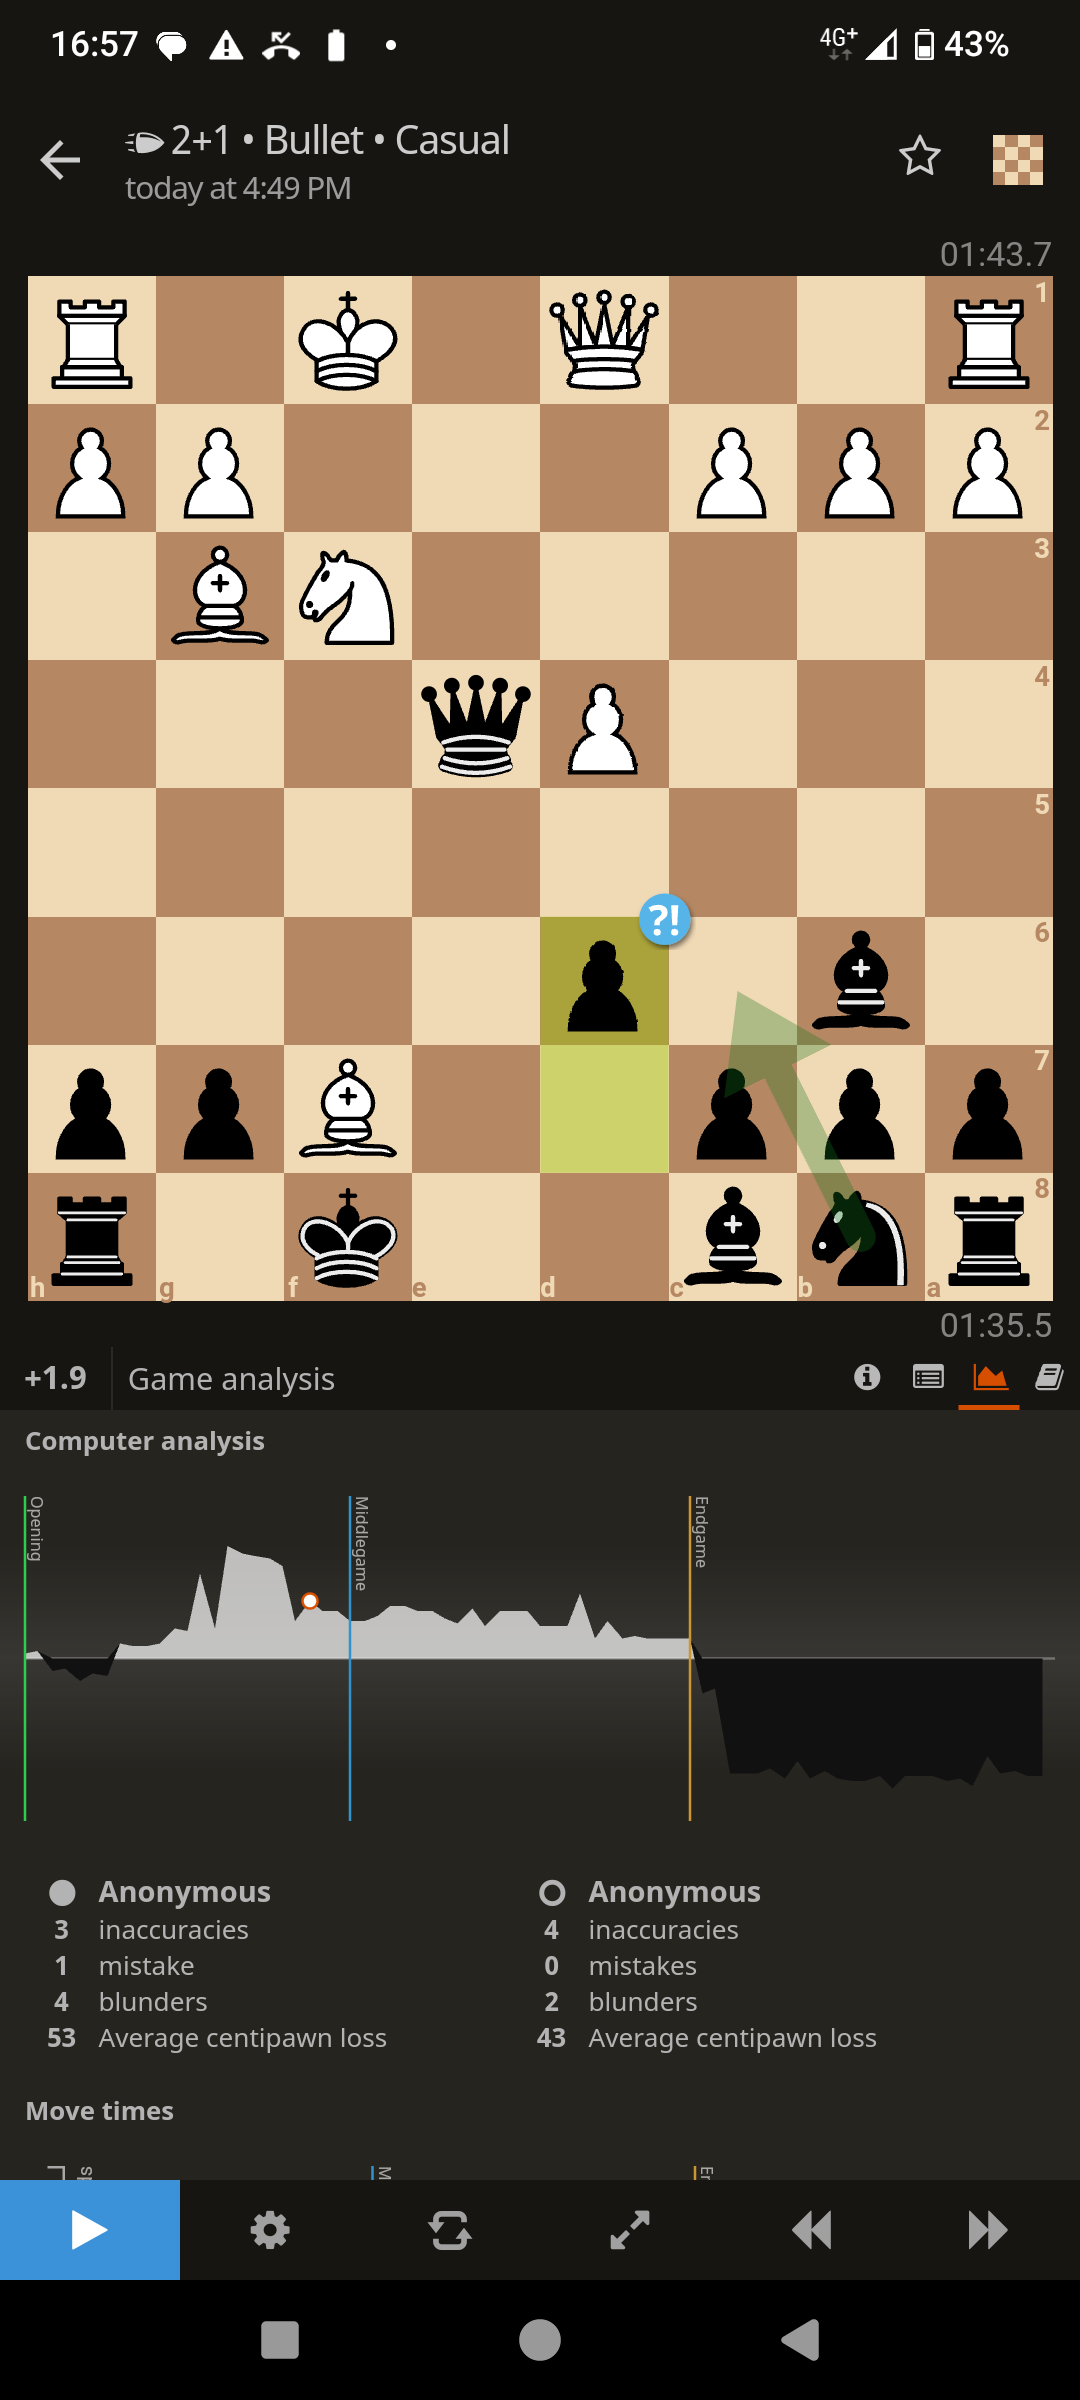 16:57
4G+
43%
2+1 • Bullet • Casual
today at 4:49 PM
01:43.7
1
2
3
4
5
?!
6
7
8
h g f e d c b a
01:35.5
+1.9 Game analysis
Computer analysis
Opening
Middlegame
Endgame
Anonymous
3 inaccuracies
1 mistake
4 blunders
53 Average centipawn loss
Anonymous
4 inaccuracies
0 mistakes
2 blunders
43 Average centipawn loss
Move times